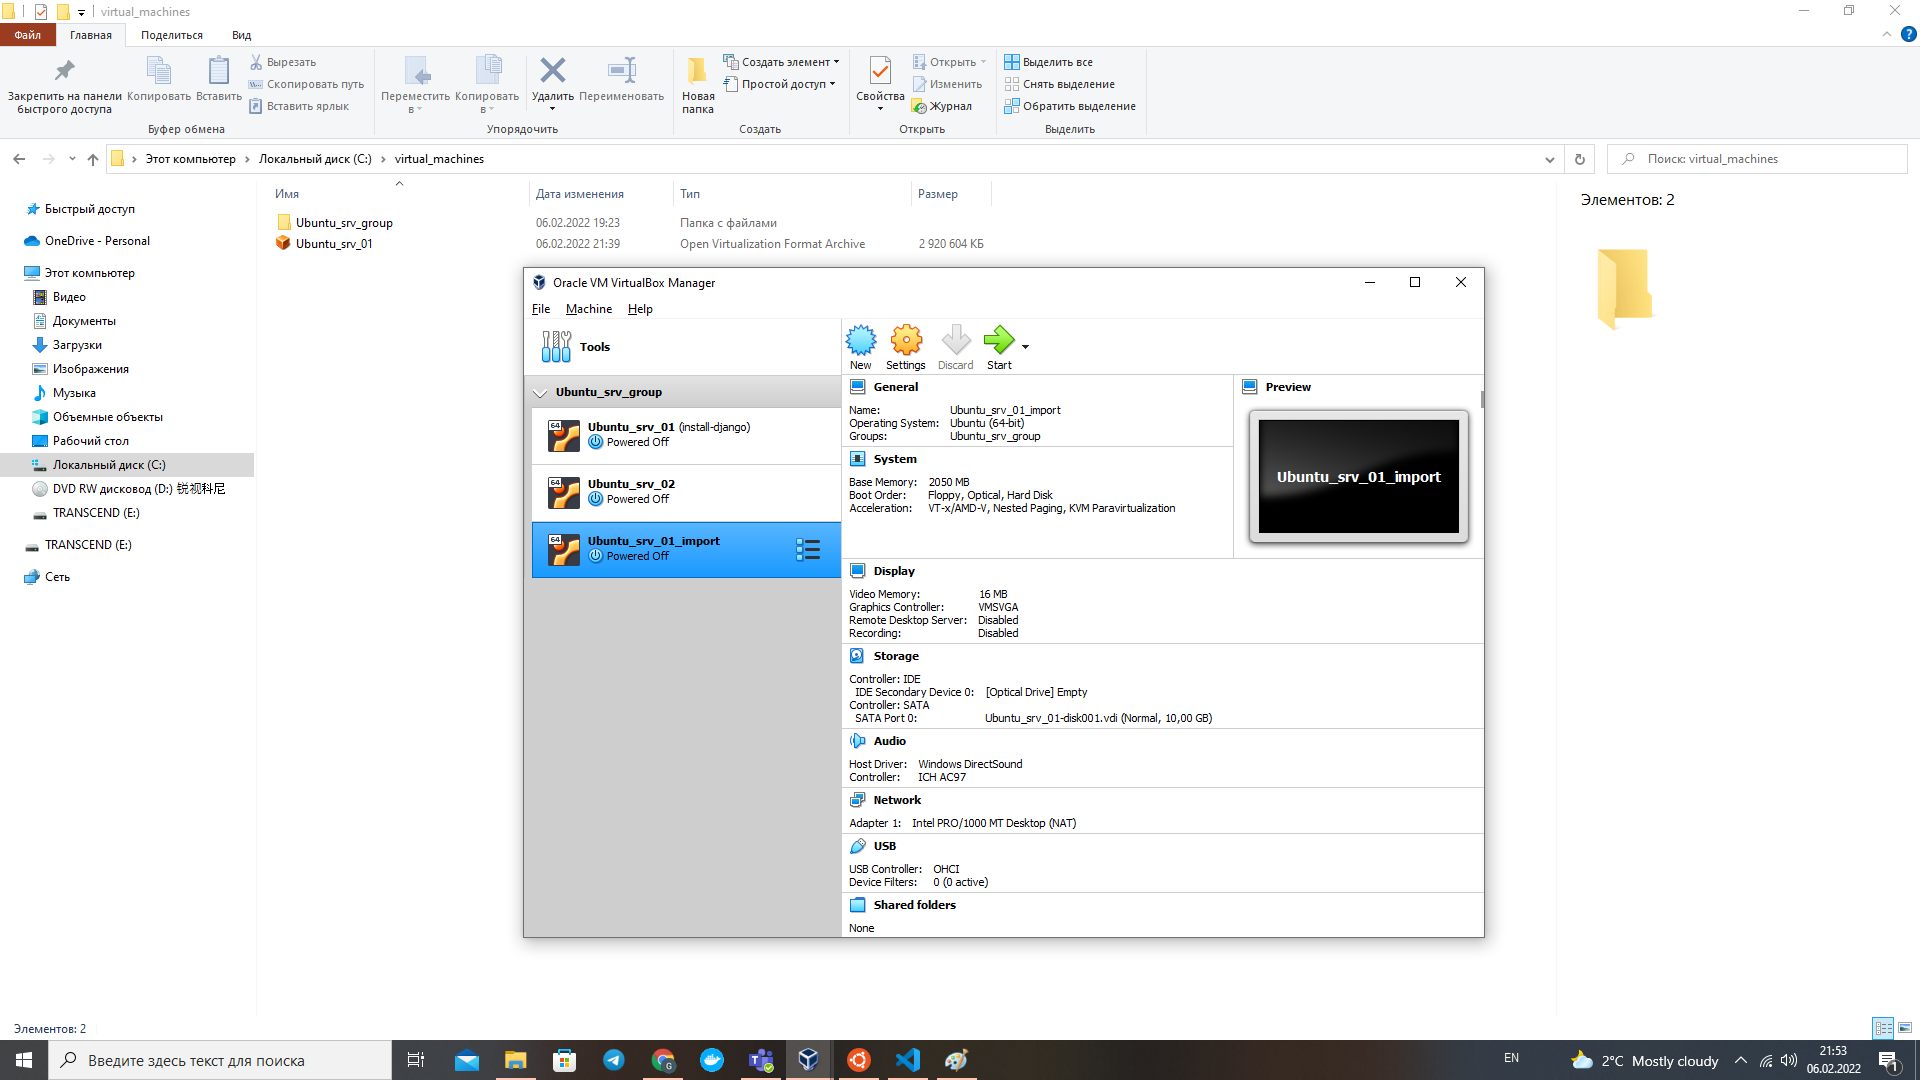 virtual_machines
Файл
Главная
Поделиться
Вид
Закрепить на панели
быстрого доступа
Копировать
Вставить
Вырезать
Скопировать путь
Вставить ярлык
Буфер обмена
Переместить
в
Копировать
в
Удалить
Переименовать
Упорядочить
Новая
папка
Создать элемент
Простой доступ
Создать
Свойства
Открыть
Изменить
Журнал
Открыть
Выделить все
Снять выделение
Обратить выделение
Выделить
Этот компьютер
Локальный диск (C:)
virtual_machines
Поиск: virtual_machines
Быстрый доступ
OneDrive - Personal
Этот компьютер
Видео
Документы
Загрузки
Изображения
Музыка
Объемные объекты
Рабочий стол
Локальный диск (C:)
DVD RW дисковод (D:) 锐视科尼
TRANSCEND (E:)
TRANSCEND (E:)
Сеть
Имя
Дата изменения
Тип
Размер
Ubuntu_srv_group
06.02.2022 19:23
Папка с файлами
Ubuntu_srv_01
06.02.2022 21:39
Open Virtualization Format Archive
2 920 604 КБ
Элементов: 2
Oracle VM VirtualBox Manager
File
Machine
Help
Tools
New
Settings
Discard
Start
Ubuntu_srv_group
64
Ubuntu_srv_01 (install-django)
Powered Off
64
Ubuntu_srv_02
Powered Off
64
Ubuntu_srv_01_import
Powered Off
General
Name: Ubuntu_srv_01_import
Operating System: Ubuntu (64-bit)
Groups: Ubuntu_srv_group
System
Base Memory: 2050 MB
Boot Order: Floppy, Optical, Hard Disk
Acceleration: VT-x/AMD-V, Nested Paging, KVM Paravirtualization
Preview
Ubuntu_srv_01_import
Display
Video Memory: 16 MB
Graphics Controller: VMSVGA
Remote Desktop Server: Disabled
Recording: Disabled
Storage
Controller: IDE
IDE Secondary Device 0: [Optical Drive] Empty
Controller: SATA
SATA Port 0: Ubuntu_srv_01-disk001.vdi (Normal, 10,00 GB)
Audio
Host Driver: Windows DirectSound
Controller: ICH AC97
Network
Adapter 1: Intel PRO/1000 MT Desktop (NAT)
USB
USB Controller: OHCI
Device Filters: 0 (0 active)
Shared folders
None
Элементов: 2
Введите здесь текст для поиска
EN
2°C Mostly cloudy
21:53
06.02.2022
1